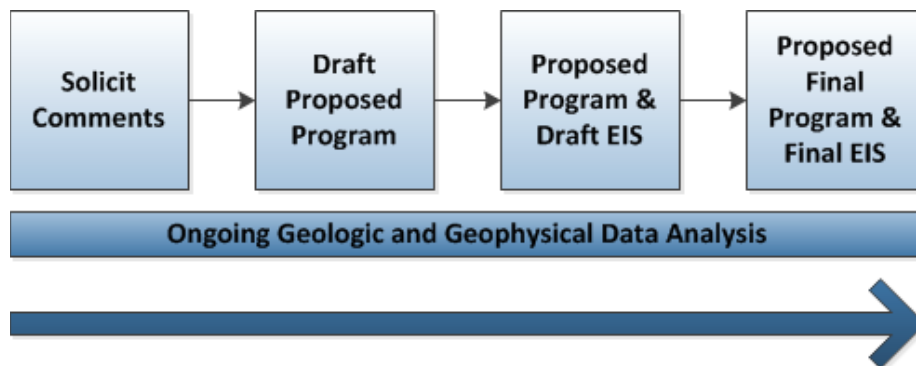 Solicit
Comments
Draft
Proposed
Program
Proposed
Program &
Draft EIS
Proposed
Final
Program &
Final EIS
Ongoing Geologic and Geophysical Data Analysis